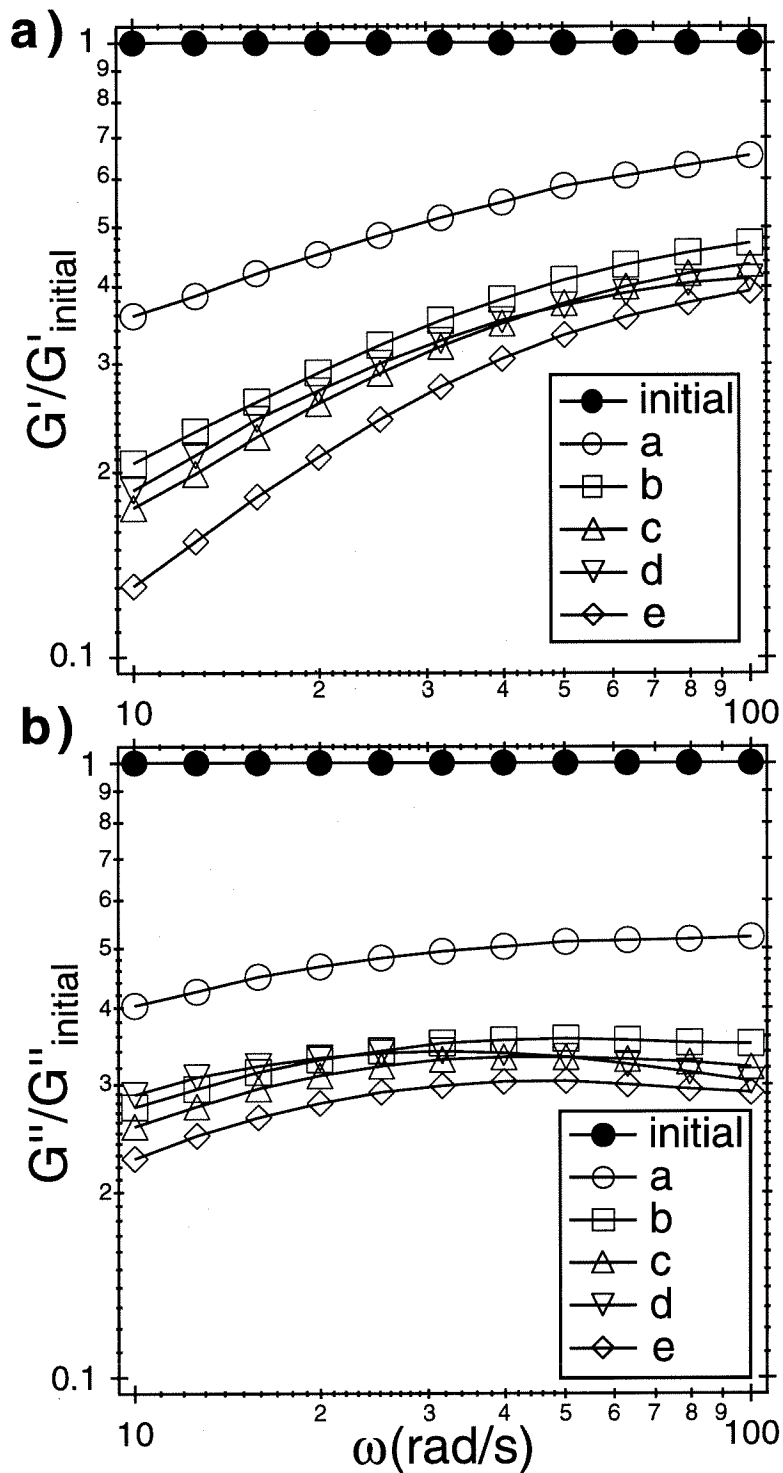 a)
1
9
8
7
6
5
4
3
2
0.1
G'/G'initial
initial
a
b
c
d
e
10 2 3 4 5 6 7 8 9 100
b)
1
9
8
7
6
5
4
3
2
0.1
G''/G''initial
initial
a
b
c
d
e
10 2 3 4 5 6 7 8 9 100
ω(rad/s)